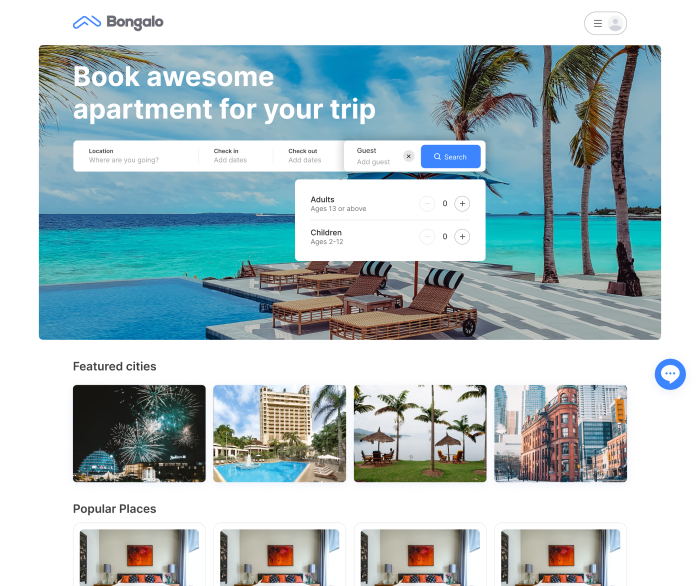 Bongalo
Book awesome
apartment for your trip
Location
Where are you going?
Check in
Add dates
Check out
Add dates
Guest
Add guest
Search
Adults
Ages 13 or above
0
Children
Ages 2-12
0
Featured cities
Popular Places